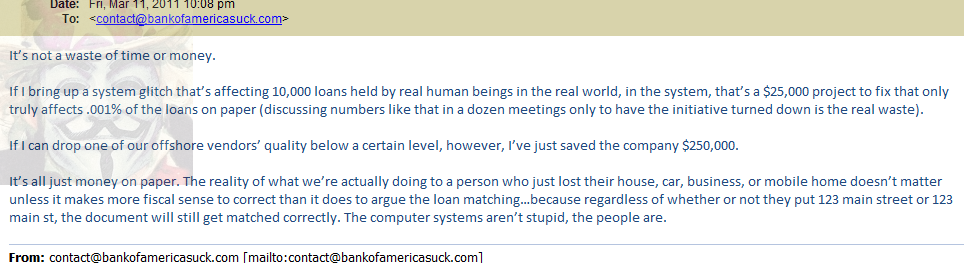 Date: Fri, Mar 11, 2011 10:08 pm
To: <contact@bankofamericasuck.com>
It's not a waste of time or money.
If I bring up a system glitch that's affecting 10,000 loans held by real human beings in the real world, in the system, that's a $25,000 project to fix that only
truly affects .001% of the loans on paper (discussing numbers like that in a dozen meetings only to have the initiative turned down is the real waste).
If I can drop one of our offshore vendors' quality below a certain level, however, I've just saved the company $250,000.
It's all just money on paper. The reality of what we're actually doing to a person who just lost their house, car, business, or mobile home doesn't matter
unless it makes more fiscal sense to correct than it does to argue the loan matching...because regardless of whether or not they put 123 main street or 123
main st, the document will still get matched correctly. The computer systems aren't stupid, the people are.
From: contact@bankofamericasuck.com [mailto:contact@bankofamericasuck.com]